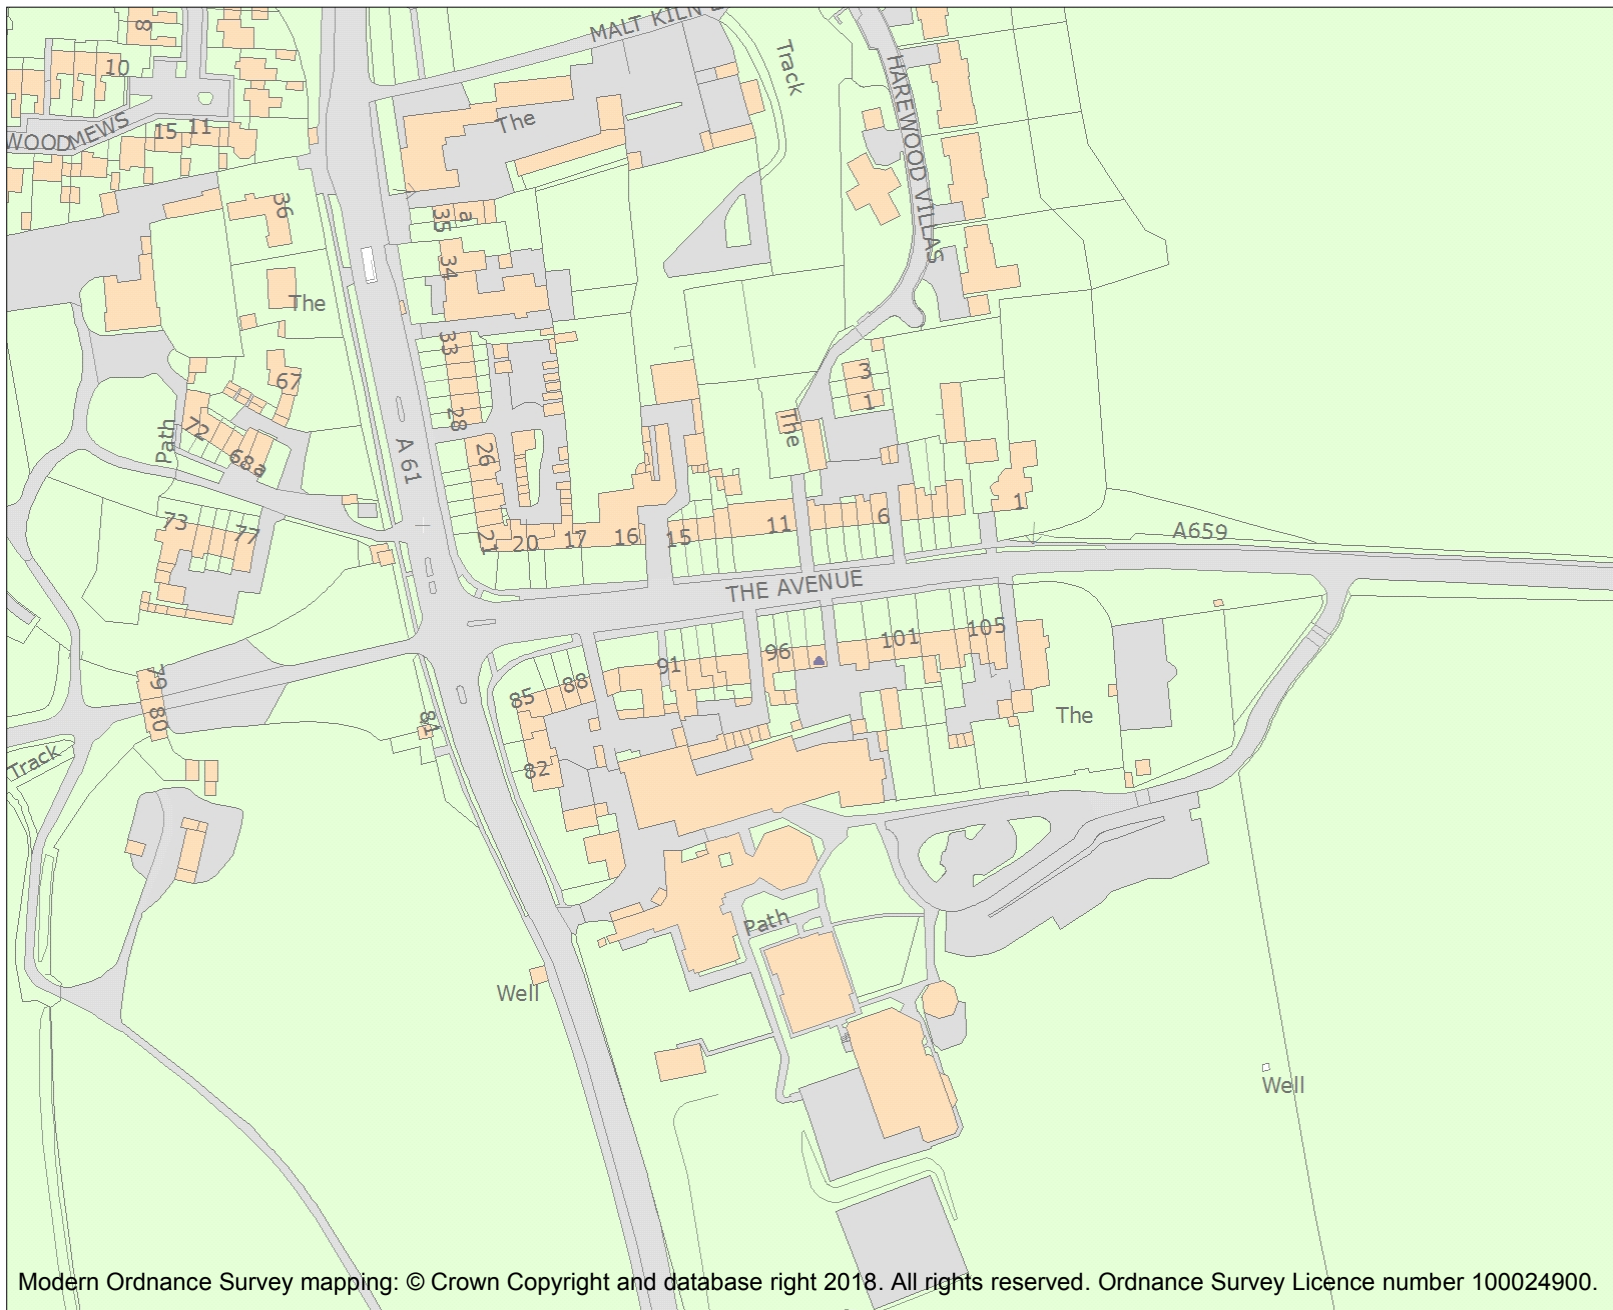 8
10
MALT KILN
Track
HAREWOOD VILLAS
WOOD MEWS
15
11
The
36
35
a
34
The
33
67
3
1
The
72
Path
68a
28
26
A 61
73
77
21
20
17
16
15
11
6
1
A659
THE AVENUE
79
80
81
91
96
101
105
85
88
The
Track
82
Path
Well
Well
Modern Ordnance Survey mapping: © Crown Copyright and database right 2018. All rights reserved. Ordnance Survey Licence number 100024900.